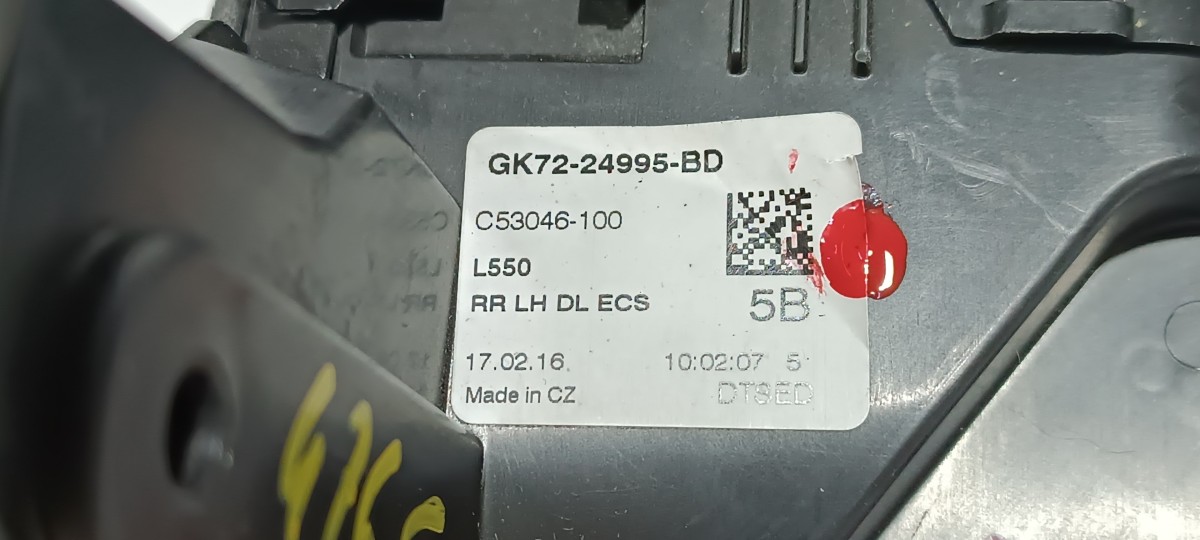 GK72-24995-BD
C53046-100
L550
RR LH DL ECS
5B
17.02.16 10:02:07 5
Made in CZ DTSED